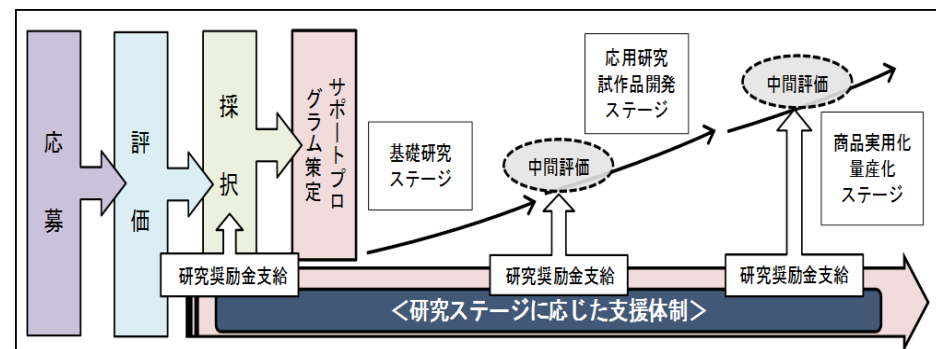 応募
評価
採択
サポートプロ
グラム策定
基礎研究
ステージ
中間評価
応用研究
試作品開発
ステージ
中間評価
商品実用化
量産化
ステージ
研究奨励金支給
研究奨励金支給
研究奨励金支給
＜研究ステージに応じた支援体制＞